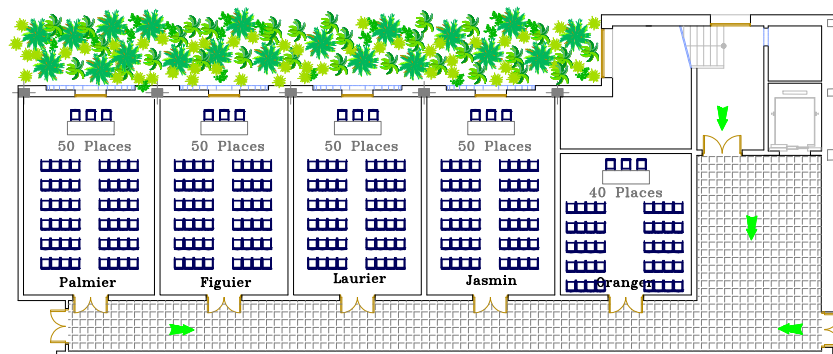 50 Places
50 Places
50 Places
50 Places
40 Places
Palmier
Figuier
Laurier
Jasmin
Oranger